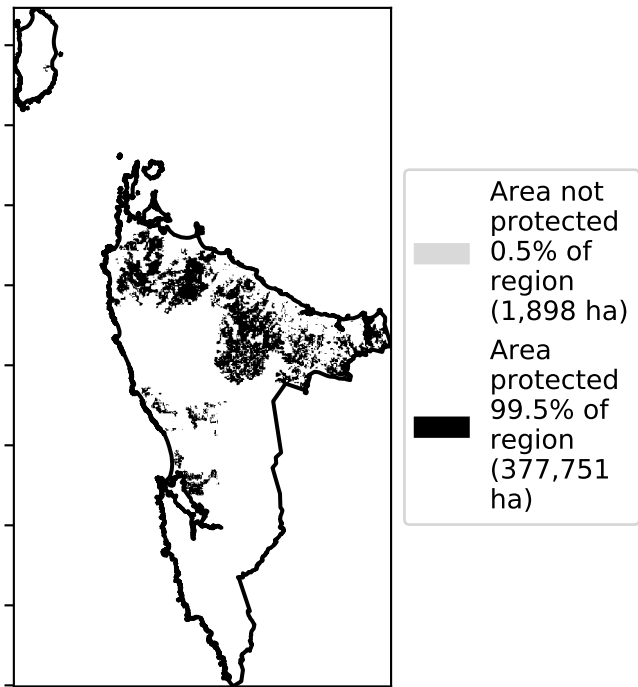 Area not
protected
0.5% of
region
(1,898 ha)
Area
protected
99.5% of
region
(377,751
ha)